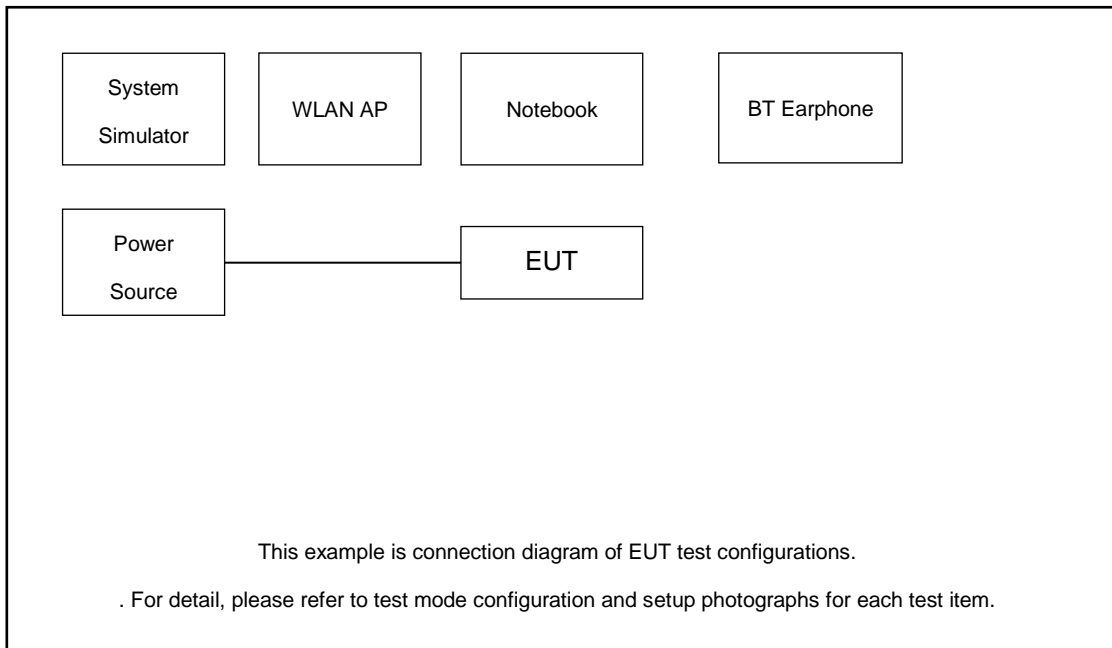 System
Simulator
WLAN AP
Notebook
BT Earphone
Power
Source
EUT
This example is connection diagram of EUT test configurations.
. For detail, please refer to test mode configuration and setup photographs for each test item.